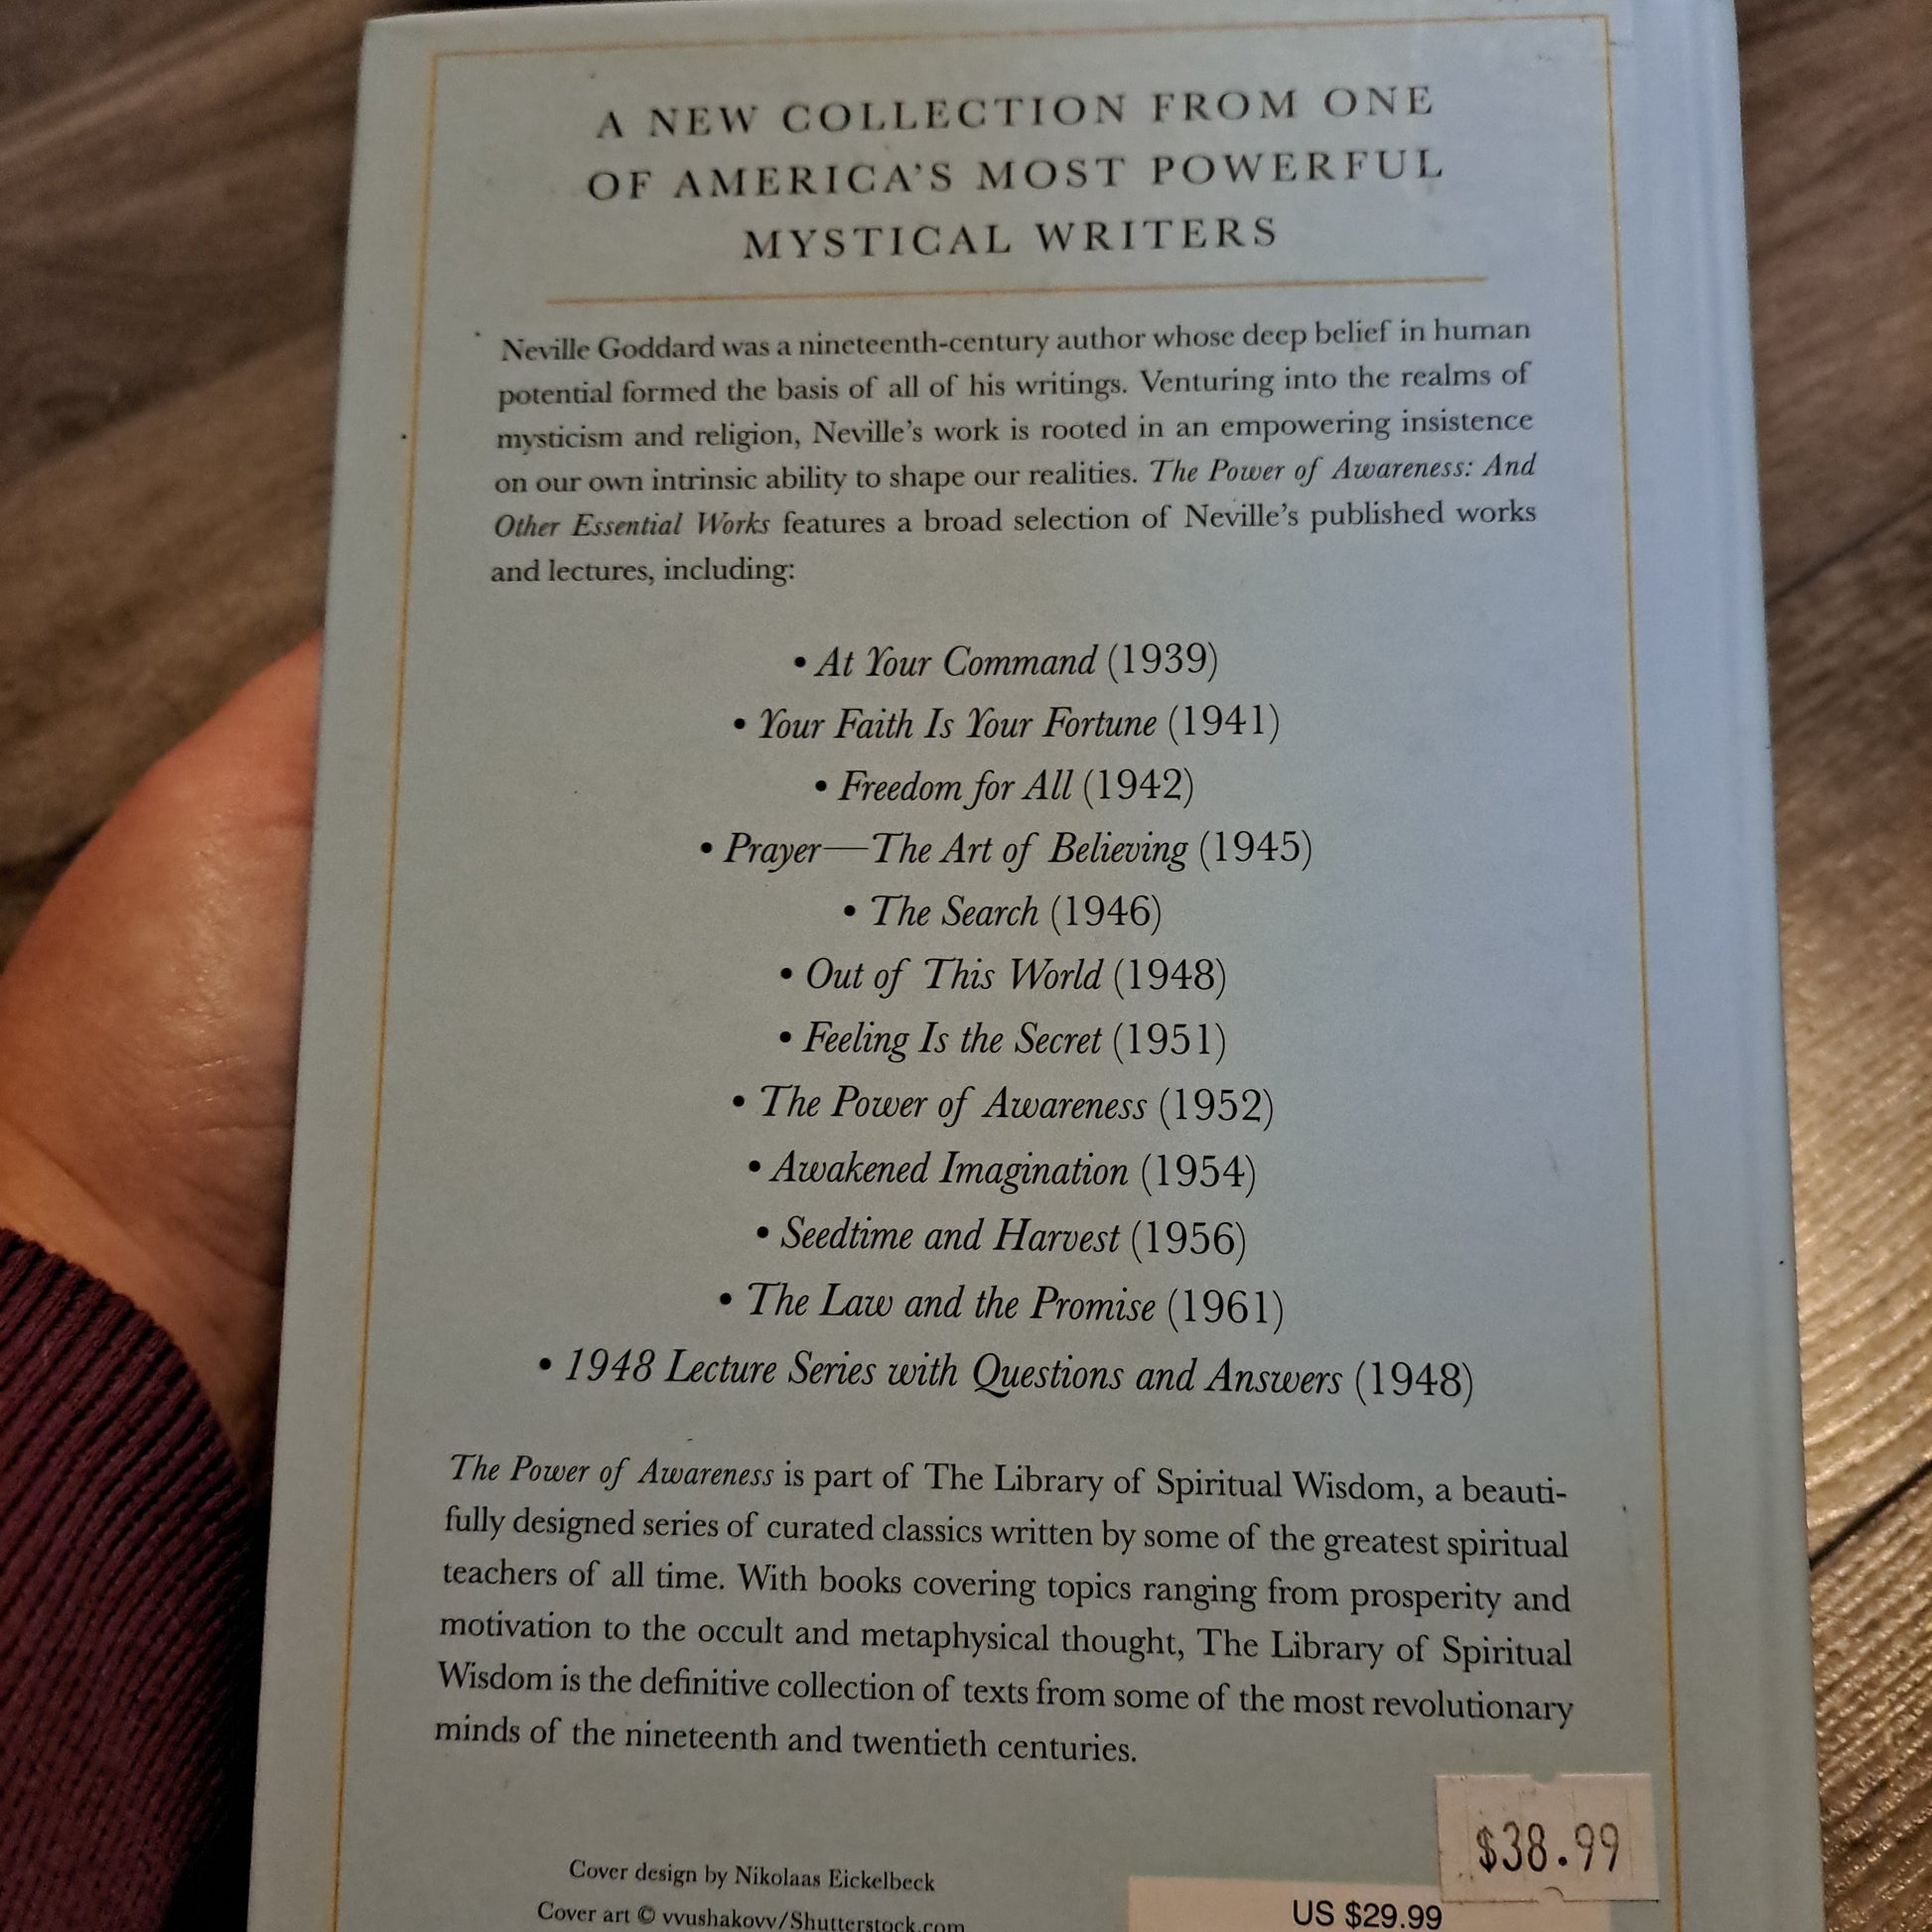 A NEW COLLECTION FROM ONE
OF AMERICA'S MOST POWERFUL
MYSTICAL WRITERS
Neville Goddard was a nineteenth-century author whose deep belief in human
potential formed the basis of all of his writings. Venturing into the realms of
mysticism and religion, Neville's work is rooted in an empowering insistence
on our own intrinsic ability to shape our realities. The Power of Awareness: And
Other Essential Works features a broad selection of Neville's published works
and lectures, including:
• At Your Command (1939)
• Your Faith Is Your Fortune (1941)
• Freedom for All (1942)
• Prayer—The Art of Believing (1945)
• The Search (1946)
• Out of This World (1948)
• Feeling Is the Secret (1951)
• The Power of Awareness (1952)
• Awakened Imagination (1954)
• Seedtime and Harvest (1956)
• The Law and the Promise (1961)
• 1948 Lecture Series with Questions and Answers (1948)
The Power of Awareness is part of The Library of Spiritual Wisdom, a beauti-
fully designed series of curated classics written by some of the greatest spiritual
teachers of all time. With books covering topics ranging from prosperity and
motivation to the occult and metaphysical thought, The Library of Spiritual
Wisdom is the definitive collection of texts from some of the most revolutionary
minds of the nineteenth and twentieth centuries.
$38.99
Cover design by Nikolaas Eickelbeck
Cover art © vvushakovv/Shutterstock.com
US $29.99